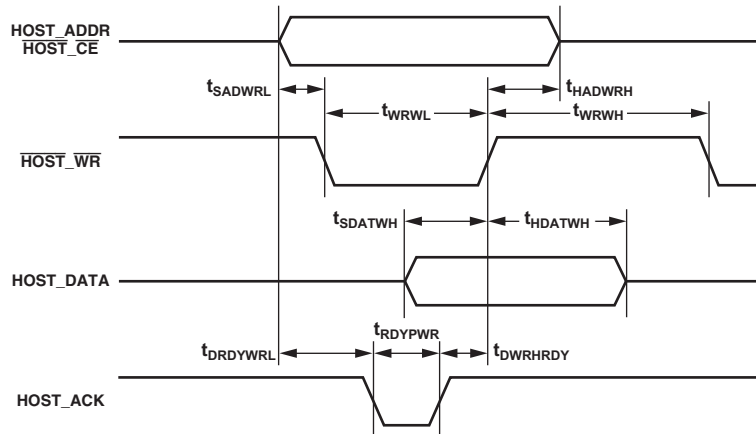 HOST_ADDR
HOST_CE
tSADWRL
tHADWRH
tWRWL
tWRWH
HOST_WR
tSDATWH
tHDATWH
HOST_DATA
tRDYPWR
tDRDYWRL
tDWRHRDY
HOST_ACK